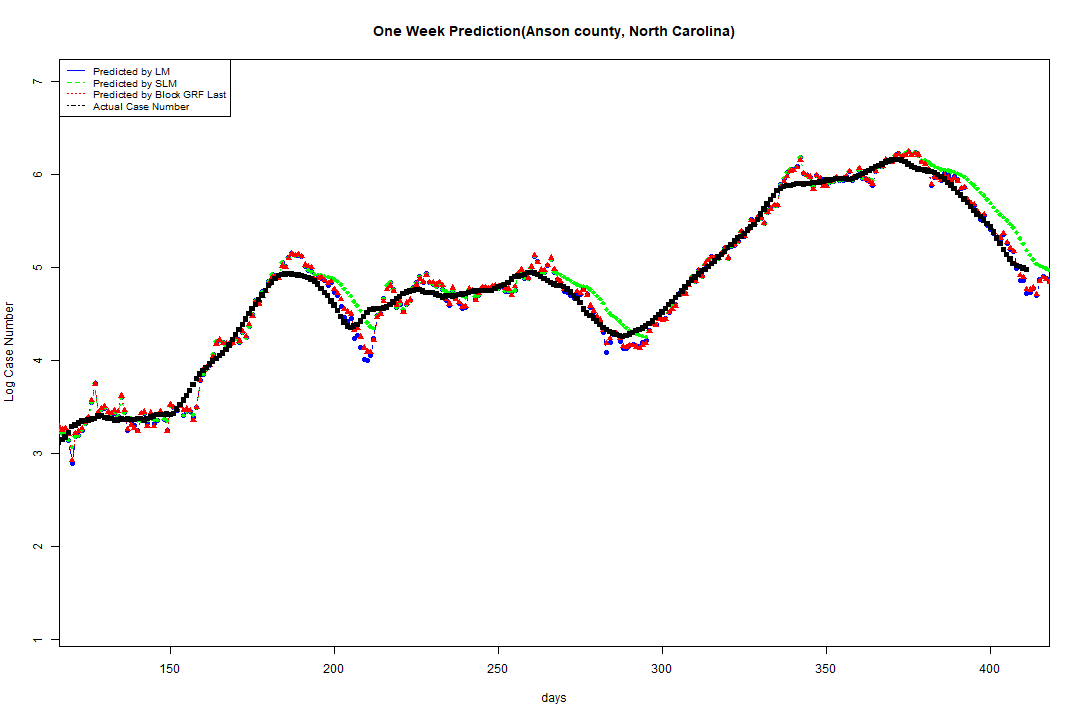 One Week Prediction(Anson county, North Carolina)
Predicted by LM
Predicted by SLM
Predicted by Block GRF Last
Actual Case Number
7
6
5
4
3
2
1
Log Case Number
150 200 250 300 350 400
days